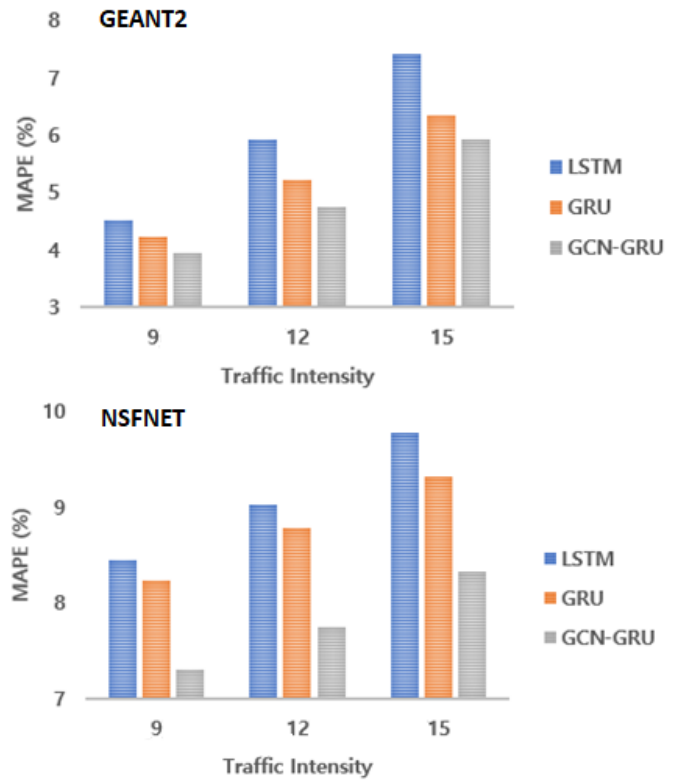 GEANT2
8
7
6
5
4
3
MAPE (%)
9 12 15
Traffic Intensity
LSTM
GRU
GCN-GRU
NSFNET
10
9
8
7
MAPE (%)
9 12 15
Traffic Intensity
LSTM
GRU
GCN-GRU